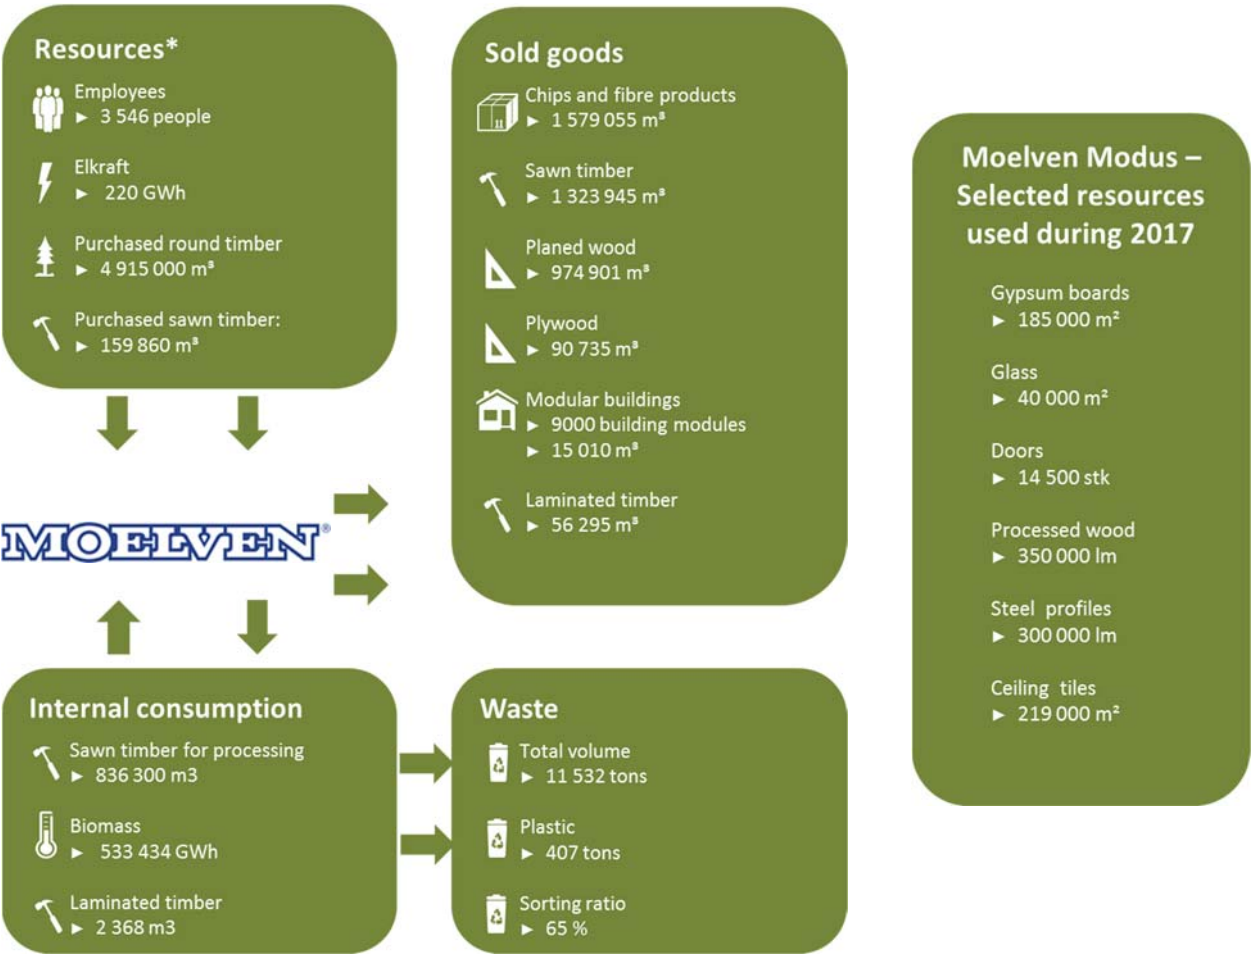 Resources*
Employees
► 3 546 people
Elkraft
► 220 GWh
Purchased round timber
► 4 915 000 m³
Purchased sawn timber:
► 159 860 m³
MOELVEN®
Internal consumption
Sawn timber for processing
► 836 300 m3
Biomass
► 533 434 GWh
Laminated timber
► 2 368 m3
Sold goods
11
Chips and fibre products
► 1 579 055 m³
Sawn timber
► 1 323 945 m³
Planed wood
► 974 901 m³
Plywood
► 90 735 m³
Modular buildings
► 9000 building modules
► 15 010 m³
Laminated timber
► 56 295 m³
Waste
Total volume
► 11 532 tons
Plastic
► 407 tons
Sorting ratio
► 65 %
Moelven Modus –
Selected resources
used during 2017
Gypsum boards
► 185 000 m²
Glass
► 40 000 m²
Doors
► 14 500 stk
Processed wood
► 350 000 lm
Steel profiles
► 300 000 lm
Ceiling tiles
► 219 000 m²